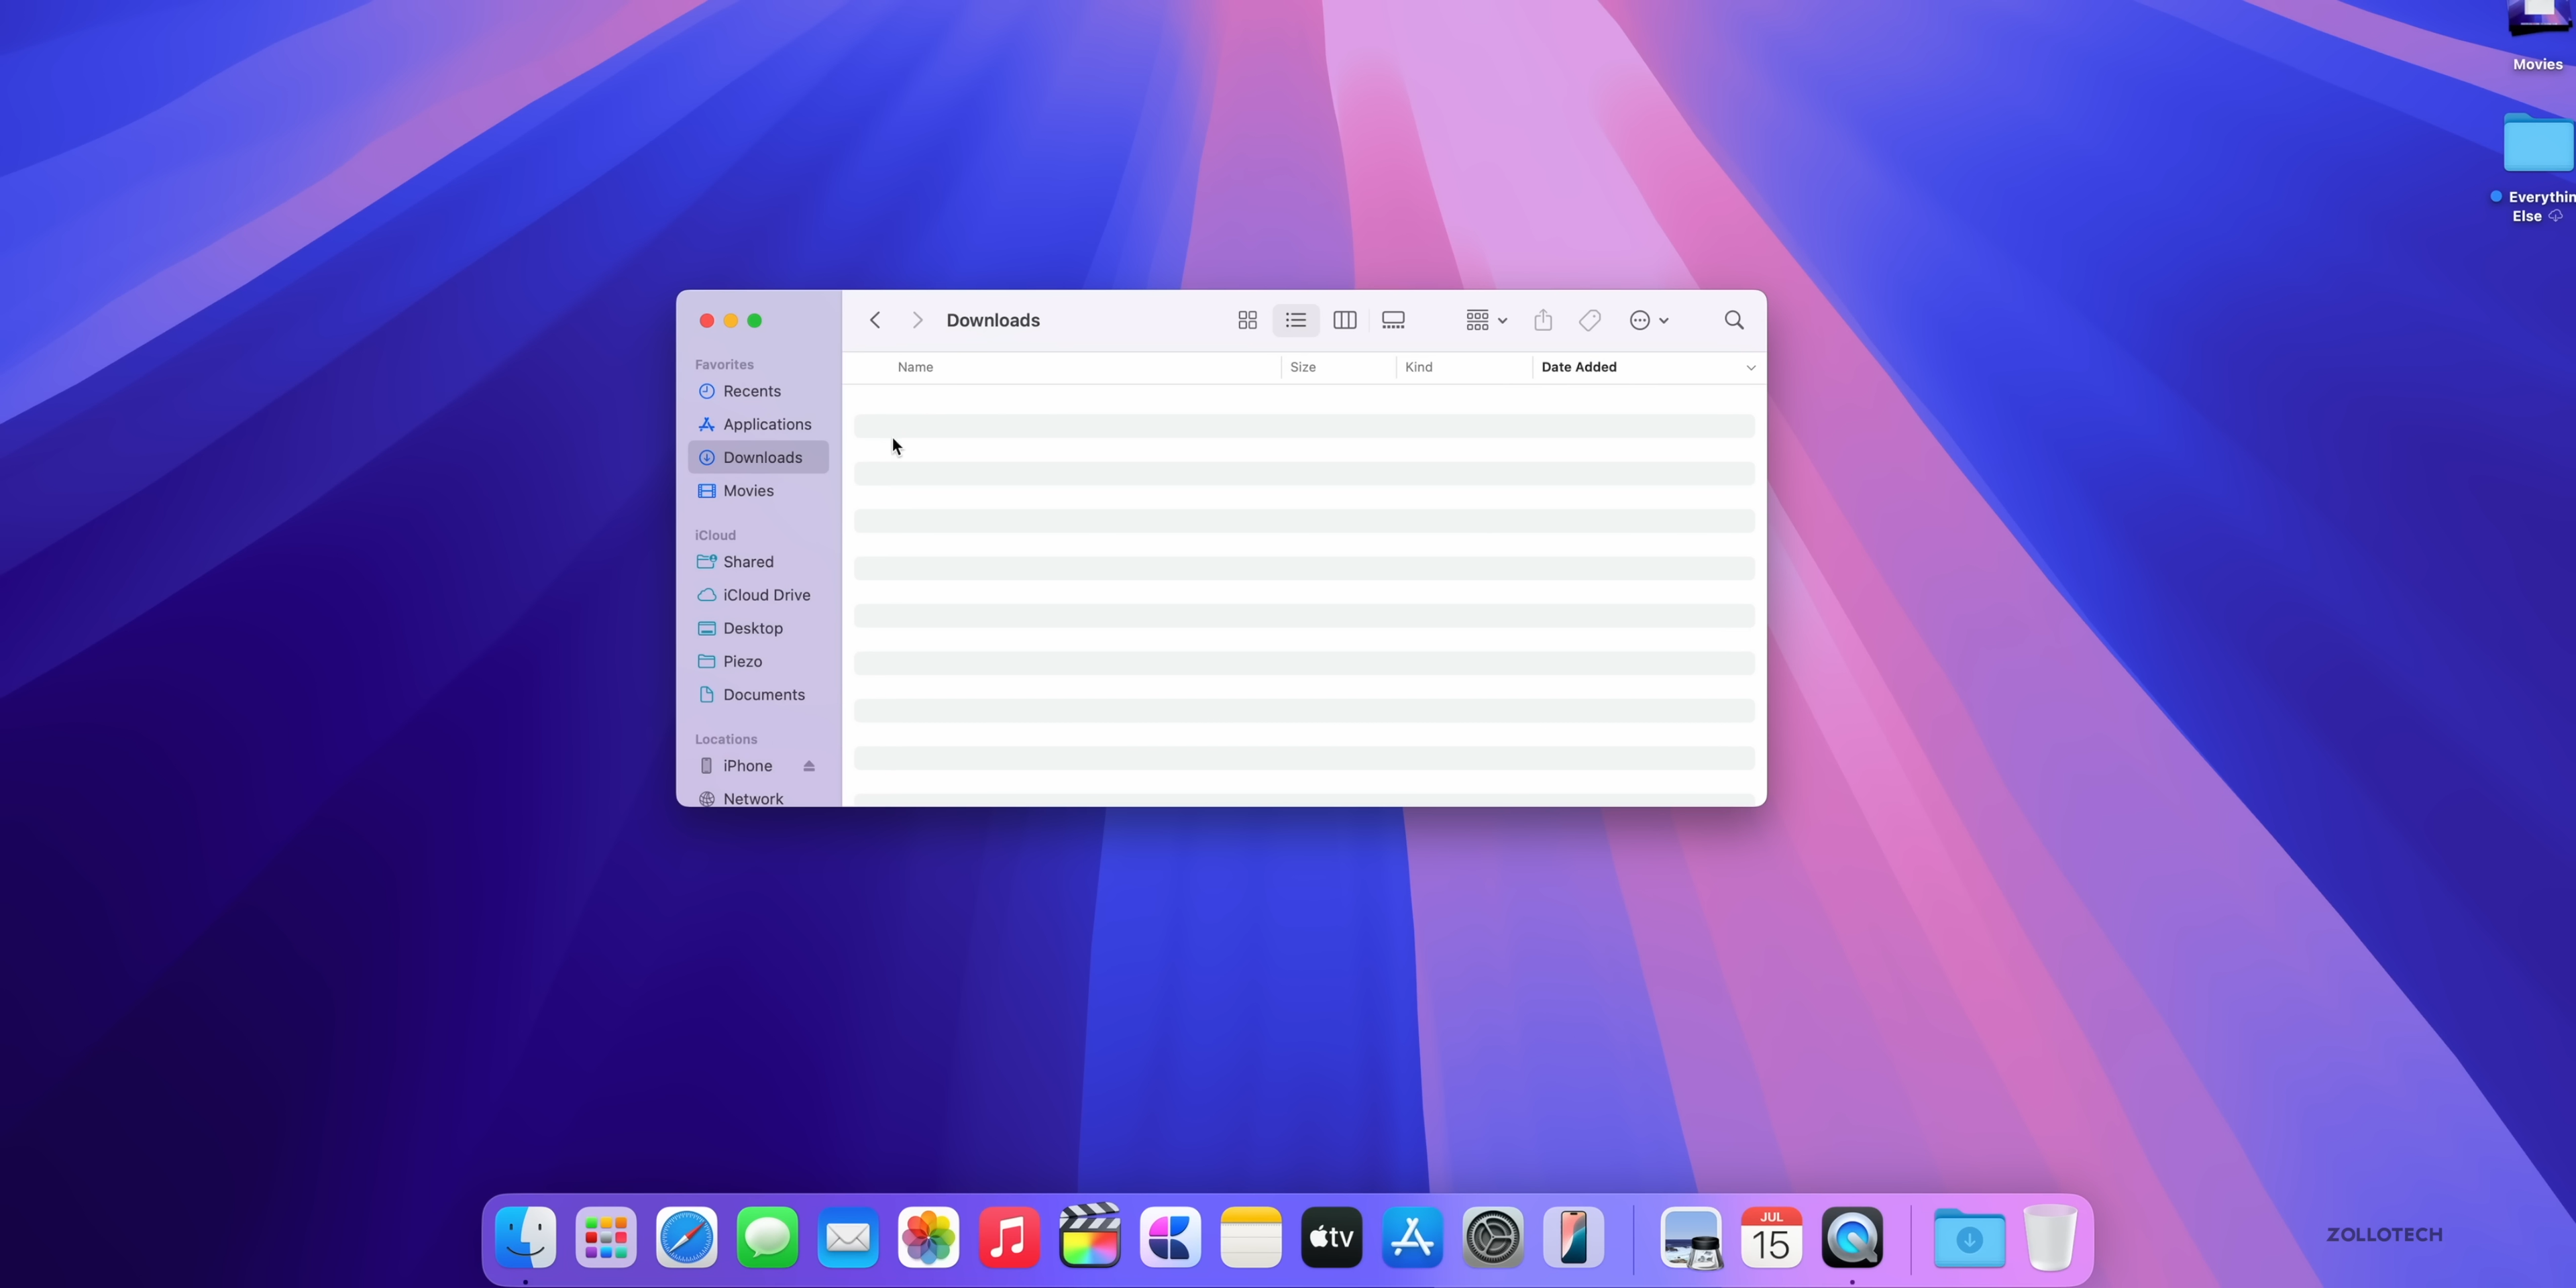 Movies
Everythin
Else
Downloads
Name
Size
Kind
Date Added
Favorites
Recents
Applications
Downloads
Movies
iCloud
Shared
iCloud Drive
Desktop
Piezo
Documents
Locations
iPhone
Network
tv
JUL
15
ZOLLOTECH